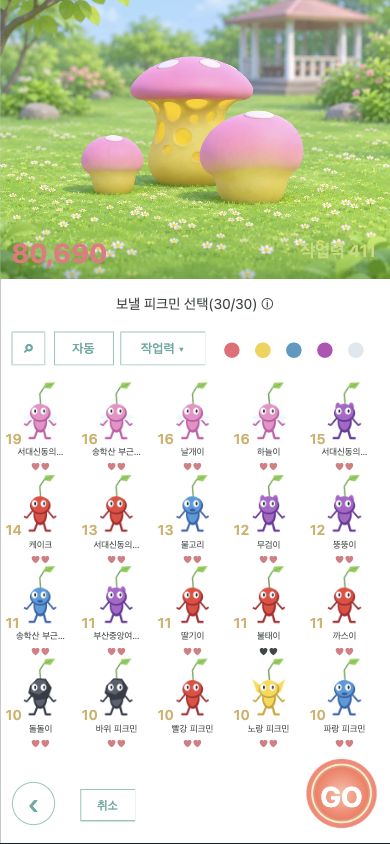 80,690
작업력 411
보낼 피크민 선택(30/30) ⓘ
자동 작업력 ▼
19 16 16 16 15
서대신동의... 송학산 부근... 날개이 하늘이 서대신동의...
14 13 13 12 12
케이크 서대신동의... 물고리 무겁이 뚱뚱이
11 11 11 11 11
송학산 부근... 부산중앙여... 딸기이 불태이 까스이
10 10 10 10 10
돌돌이 바위 피크민 빨강 피크민 노랑 피크민 파랑 피크민
취소
GO